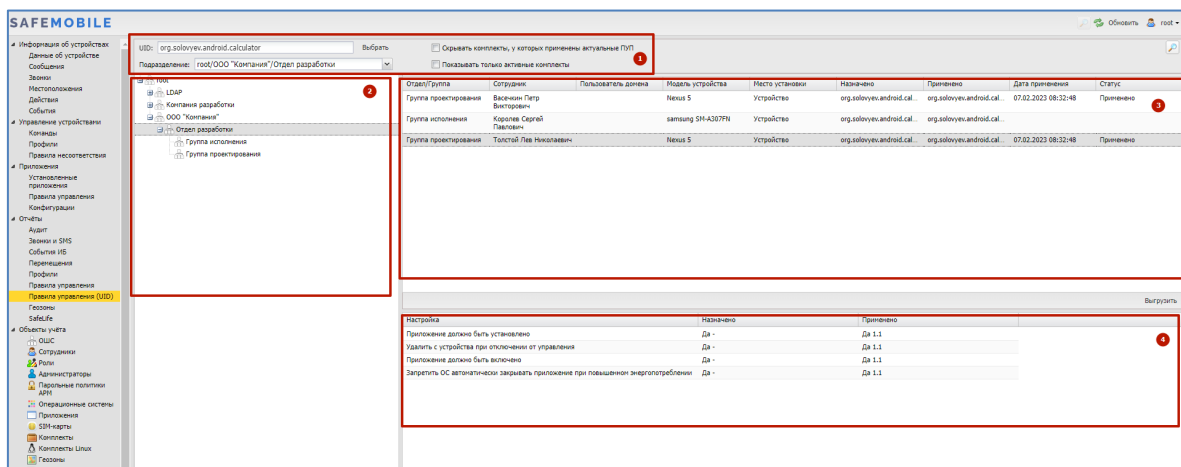 SAFEMOBILE
Обновить root
Информация об устройствах
Данные об устройстве
Сообщения
Звонки
Местоположения
Действия
События
Управление устройствами
Команды
Профили
Правила несоответствия
Приложения
Установленные
приложения
Правила управления
Конфигурации
Отчёты
Аудит
Звонки и SMS
События ИБ
Перемещения
Профили
Правила управления
Правила управления (UID)
Геозоны
SafeLife
Объекты учёта
ОШС
Сотрудники
Роли
Администраторы
Парольные политики
АРМ
Операционные системы
Приложения
SIM-карты
Комплекты
Комплекты Linux
Геозоны
UID: org.solovyev.android.calculator Выбрать Скрывать комплекты, у которых применены актуальные ПУП
1
Подразделение: root/ООО "Компания"/Отдел разработки Показывать только активные комплекты
root
2
LDAP
Компания разработки
ООО "Компания"
Отдел разработки
Группа исполнения
Группа проектирования
Отдел/Группа Сотрудник Пользователь домена Модель устройства Место установки Назначено Применено Дата применения Статус
3
Группа проектирования Васечкин Петр Викторович Nexus 5 Устройство org.solovyev.android.cal... org.solovyev.android.cal... 07.02.2023 08:32:48 Применено
Группа исполнения Королев Сергей Павлович samsung SM-A307FN Устройство org.solovyev.android.cal... org.solovyev.android.cal...
Группа проектирования Толстой Лев Николаевич Nexus 5 Устройство org.solovyev.android.cal... org.solovyev.android.cal... 07.02.2023 08:32:48 Применено
Выгрузить
Настройка Назначено Применено
4
Приложение должно быть установлено Да - Да 1.1
Удалить с устройства при отключении от управления Да - Да 1.1
Приложение должно быть включено Да - Да 1.1
Запретить ОС автоматически закрывать приложение при повышенном энергопотреблении Да - Да 1.1